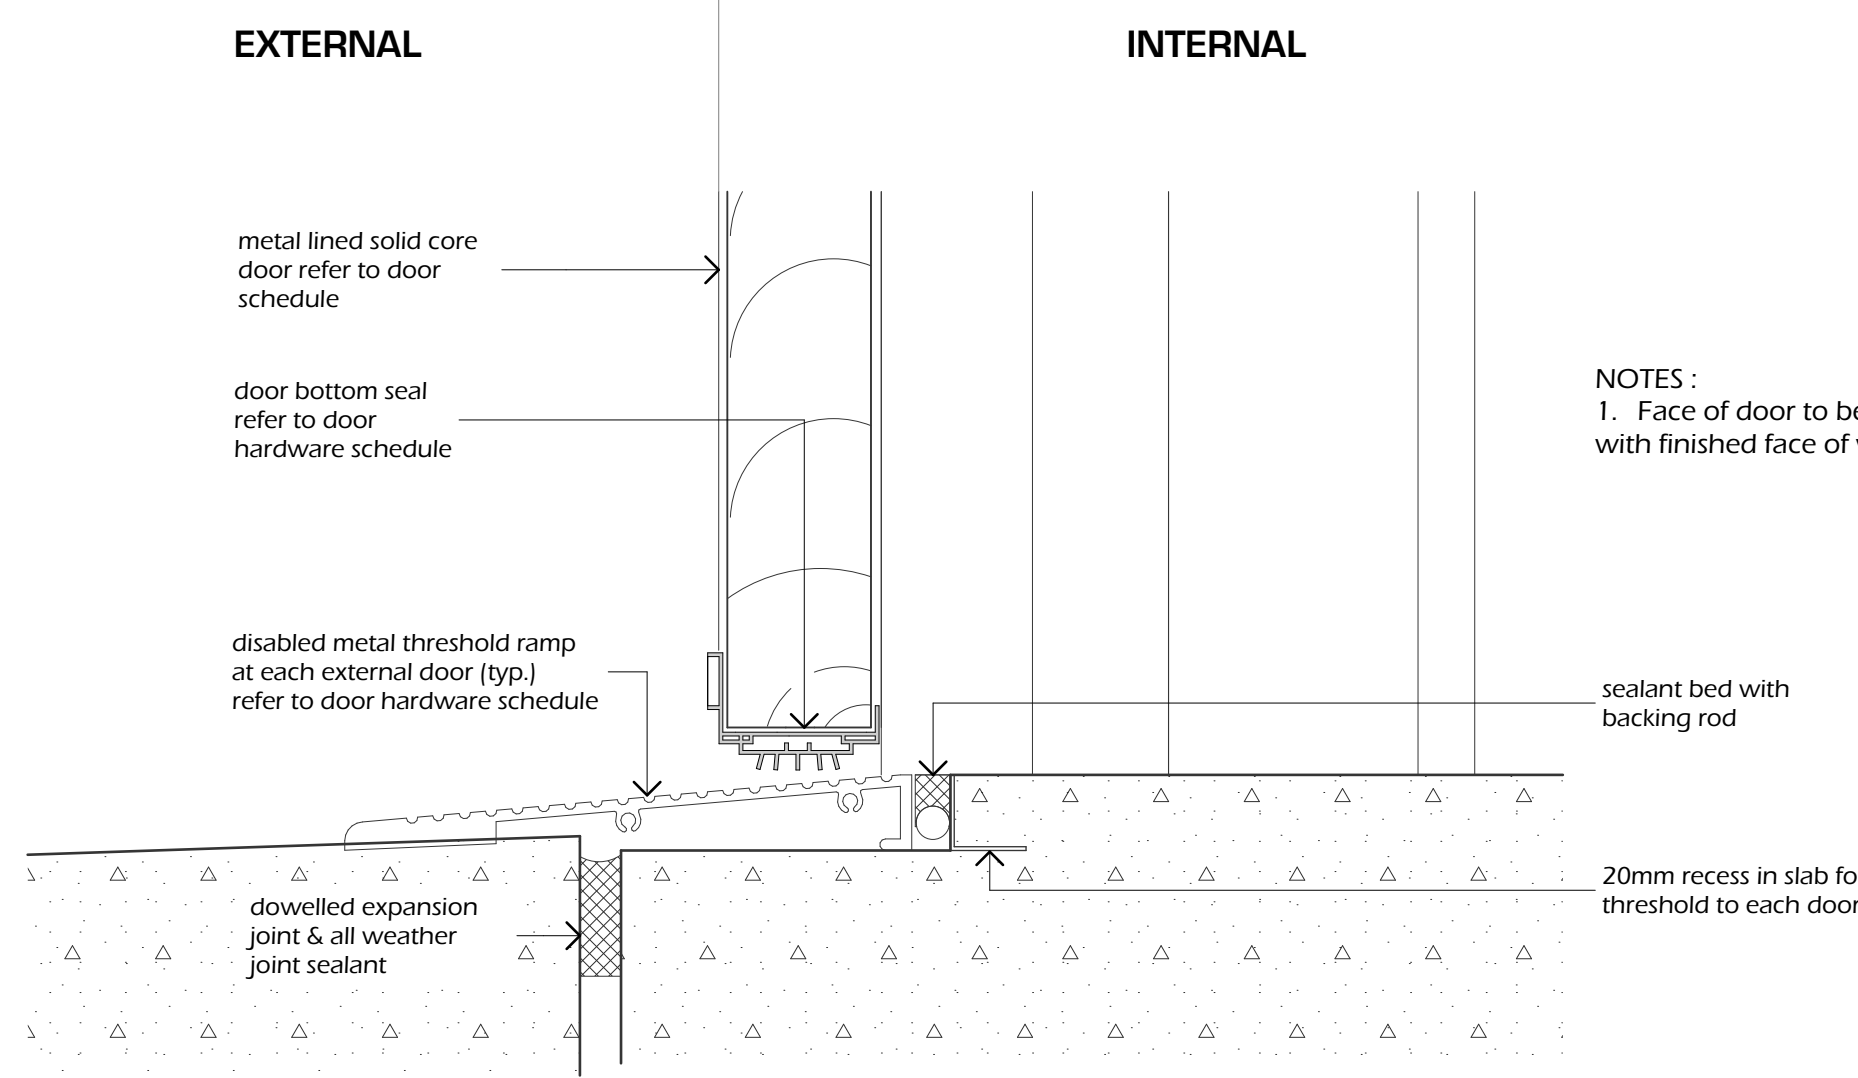 EXTERNAL
INTERNAL
metal lined solid core
door refer to door
schedule
door bottom seal
refer to door
hardware schedule
NOTES :
1. Face of door to be
with finished face of
disabled metal threshold ramp
at each external door (typ.)
refer to door hardware schedule
sealant bed with
backing rod
20mm recess in slab fo
threshold to each door
dowelled expansion
joint & all weather
joint sealant